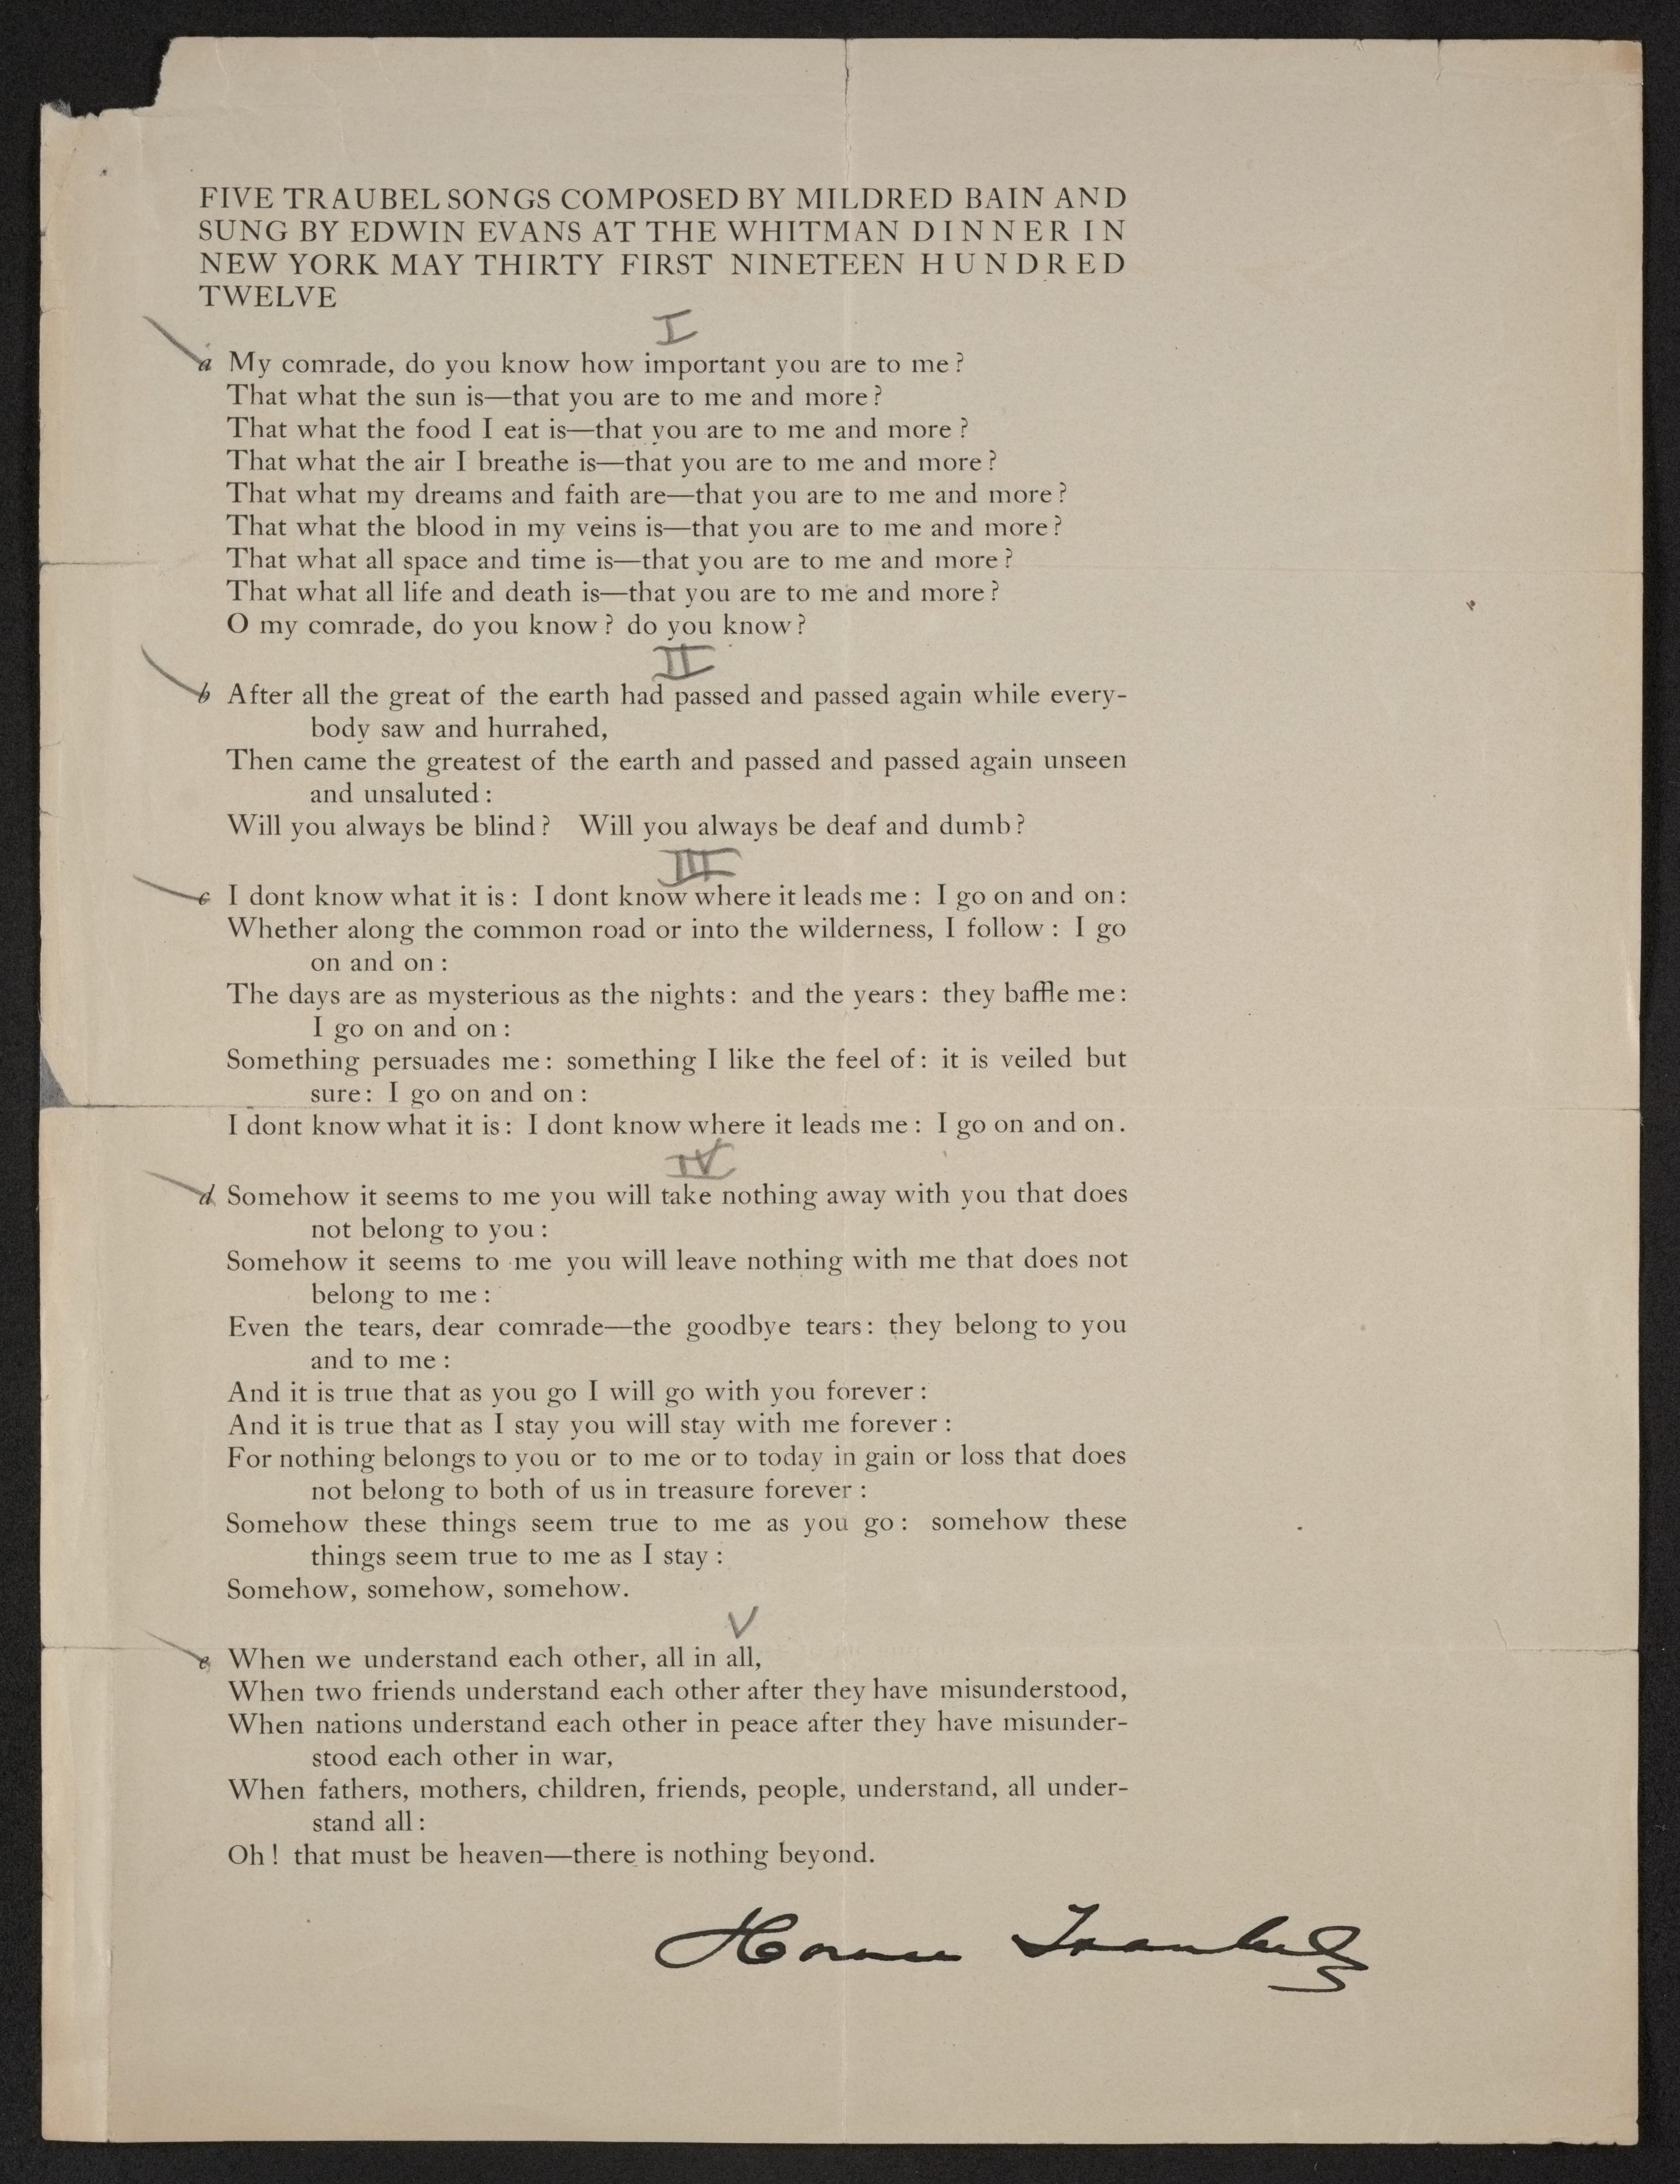 FIVE TRAUBEL SONGS COMPOSED BY MILDRED BAIN AND
SUNG BY EDWIN EVANS AT THE WHITMAN DINNER IN
NEW YORK MAY THIRTY FIRST NINETEEN HUNDRED
TWELVE
I
a My comrade, do you know how important you are to me?
That what the sun is—that you are to me and more?
That what the food I eat is—that you are to me and more?
That what the air I breathe is—that you are to me and more?
That what my dreams and faith are—that you are to me and more?
That what the blood in my veins is—that you are to me and more?
That what all space and time is—that you are to me and more?
That what all life and death is—that you are to me and more?
O my comrade, do you know? do you know?
II
b After all the great of the earth had passed and passed again while every-
body saw and hurrahed,
Then came the greatest of the earth and passed and passed again unseen
and unsaluted:
Will you always be blind? Will you always be deaf and dumb?
III
c I dont know what it is: I dont know where it leads me: I go on and on:
Whether along the common road or into the wilderness, I follow: I go
on and on:
The days are as mysterious as the nights: and the years: they baffle me:
I go on and on:
Something persuades me: something I like the feel of: it is veiled but
sure: I go on and on:
I dont know what it is: I dont know where it leads me: I go on and on.
IV
d Somehow it seems to me you will take nothing away with you that does
not belong to you:
Somehow it seems to me you will leave nothing with me that does not
belong to me:
Even the tears, dear comrade—the goodbye tears: they belong to you
and to me:
And it is true that as you go I will go with you forever:
And it is true that as I stay you will stay with me forever:
For nothing belongs to you or to me or to today in gain or loss that does
not belong to both of us in treasure forever:
Somehow these things seem true to me as you go: somehow these
things seem true to me as I stay:
Somehow, somehow, somehow.
V
e When we understand each other, all in all,
When two friends understand each other after they have misunderstood,
When nations understand each other in peace after they have misunder-
stood each other in war,
When fathers, mothers, children, friends, people, understand, all under-
stand all:
Oh! that must be heaven—there is nothing beyond.
Horace Traubel